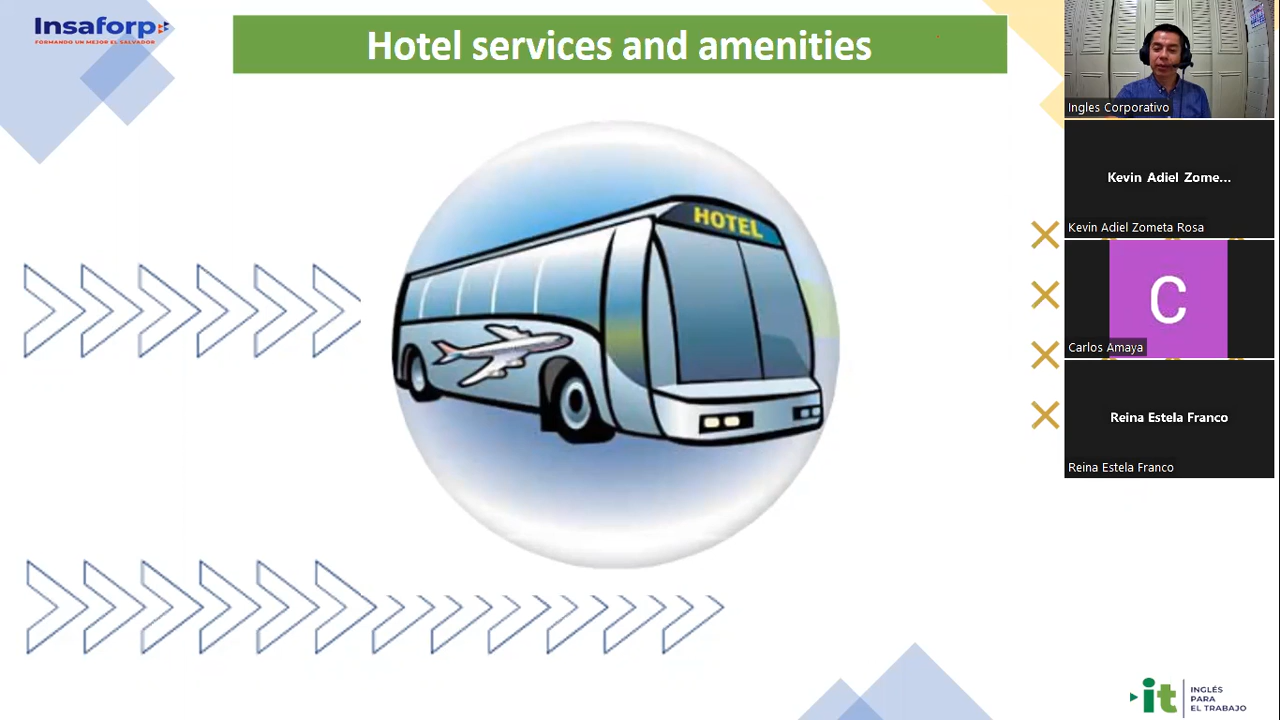 Insaforp
FORMANDO UN MEJOR EL SALVADOR
Hotel services and amenities
HOTEL
Ingles Corporativo
Kevin Adiel Zome...
Kevin Adiel Zometa Rosa
C
Carlos Amaya
Reina Estela Franco
Reina Estela Franco
it
INGLÉS
PARA
EL TRABAJO